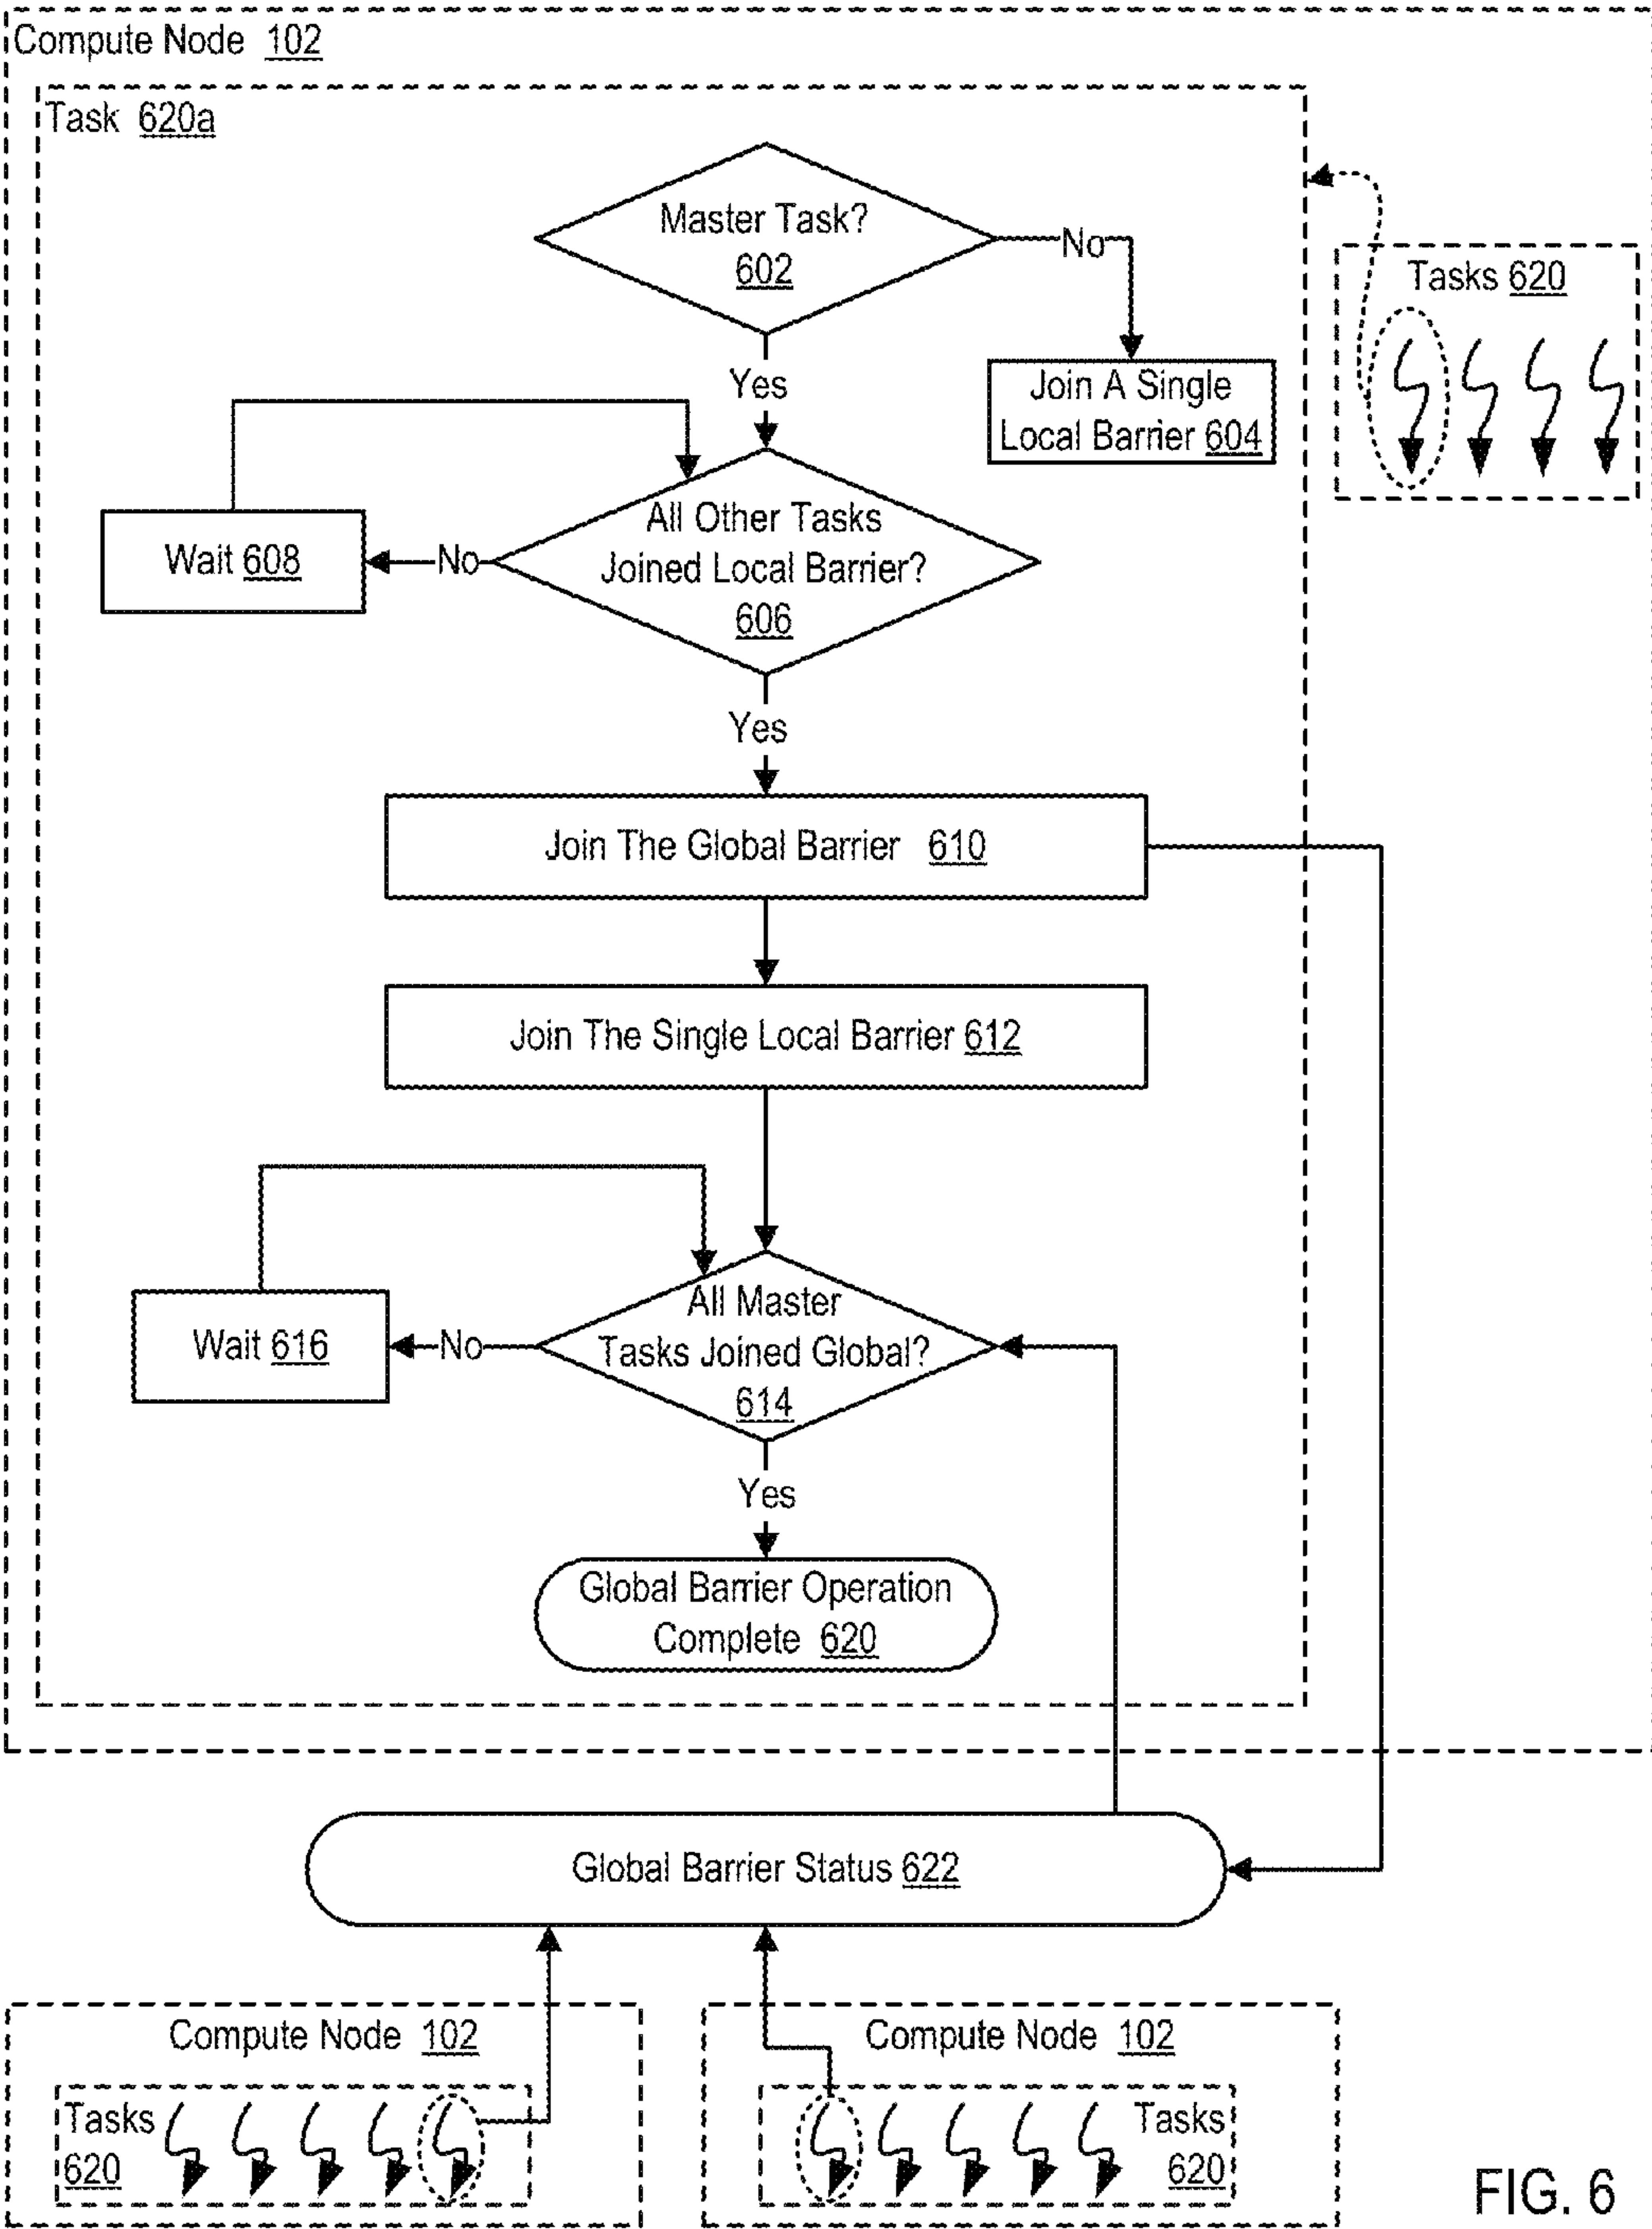 Compute Node 102
Task 620a
Master Task?
602
No
Tasks 620
Yes
Join A Single
Local Barrier 604
All Other Tasks
Joined Local Barrier?
606
No
Wait 608
Yes
Join The Global Barrier 610
Join The Single Local Barrier 612
All Master
Tasks Joined Global?
614
No
Wait 616
Yes
Global Barrier Operation
Complete 620
Global Barrier Status 622
Compute Node 102
Tasks
620
Compute Node 102
Tasks
620
FIG. 6